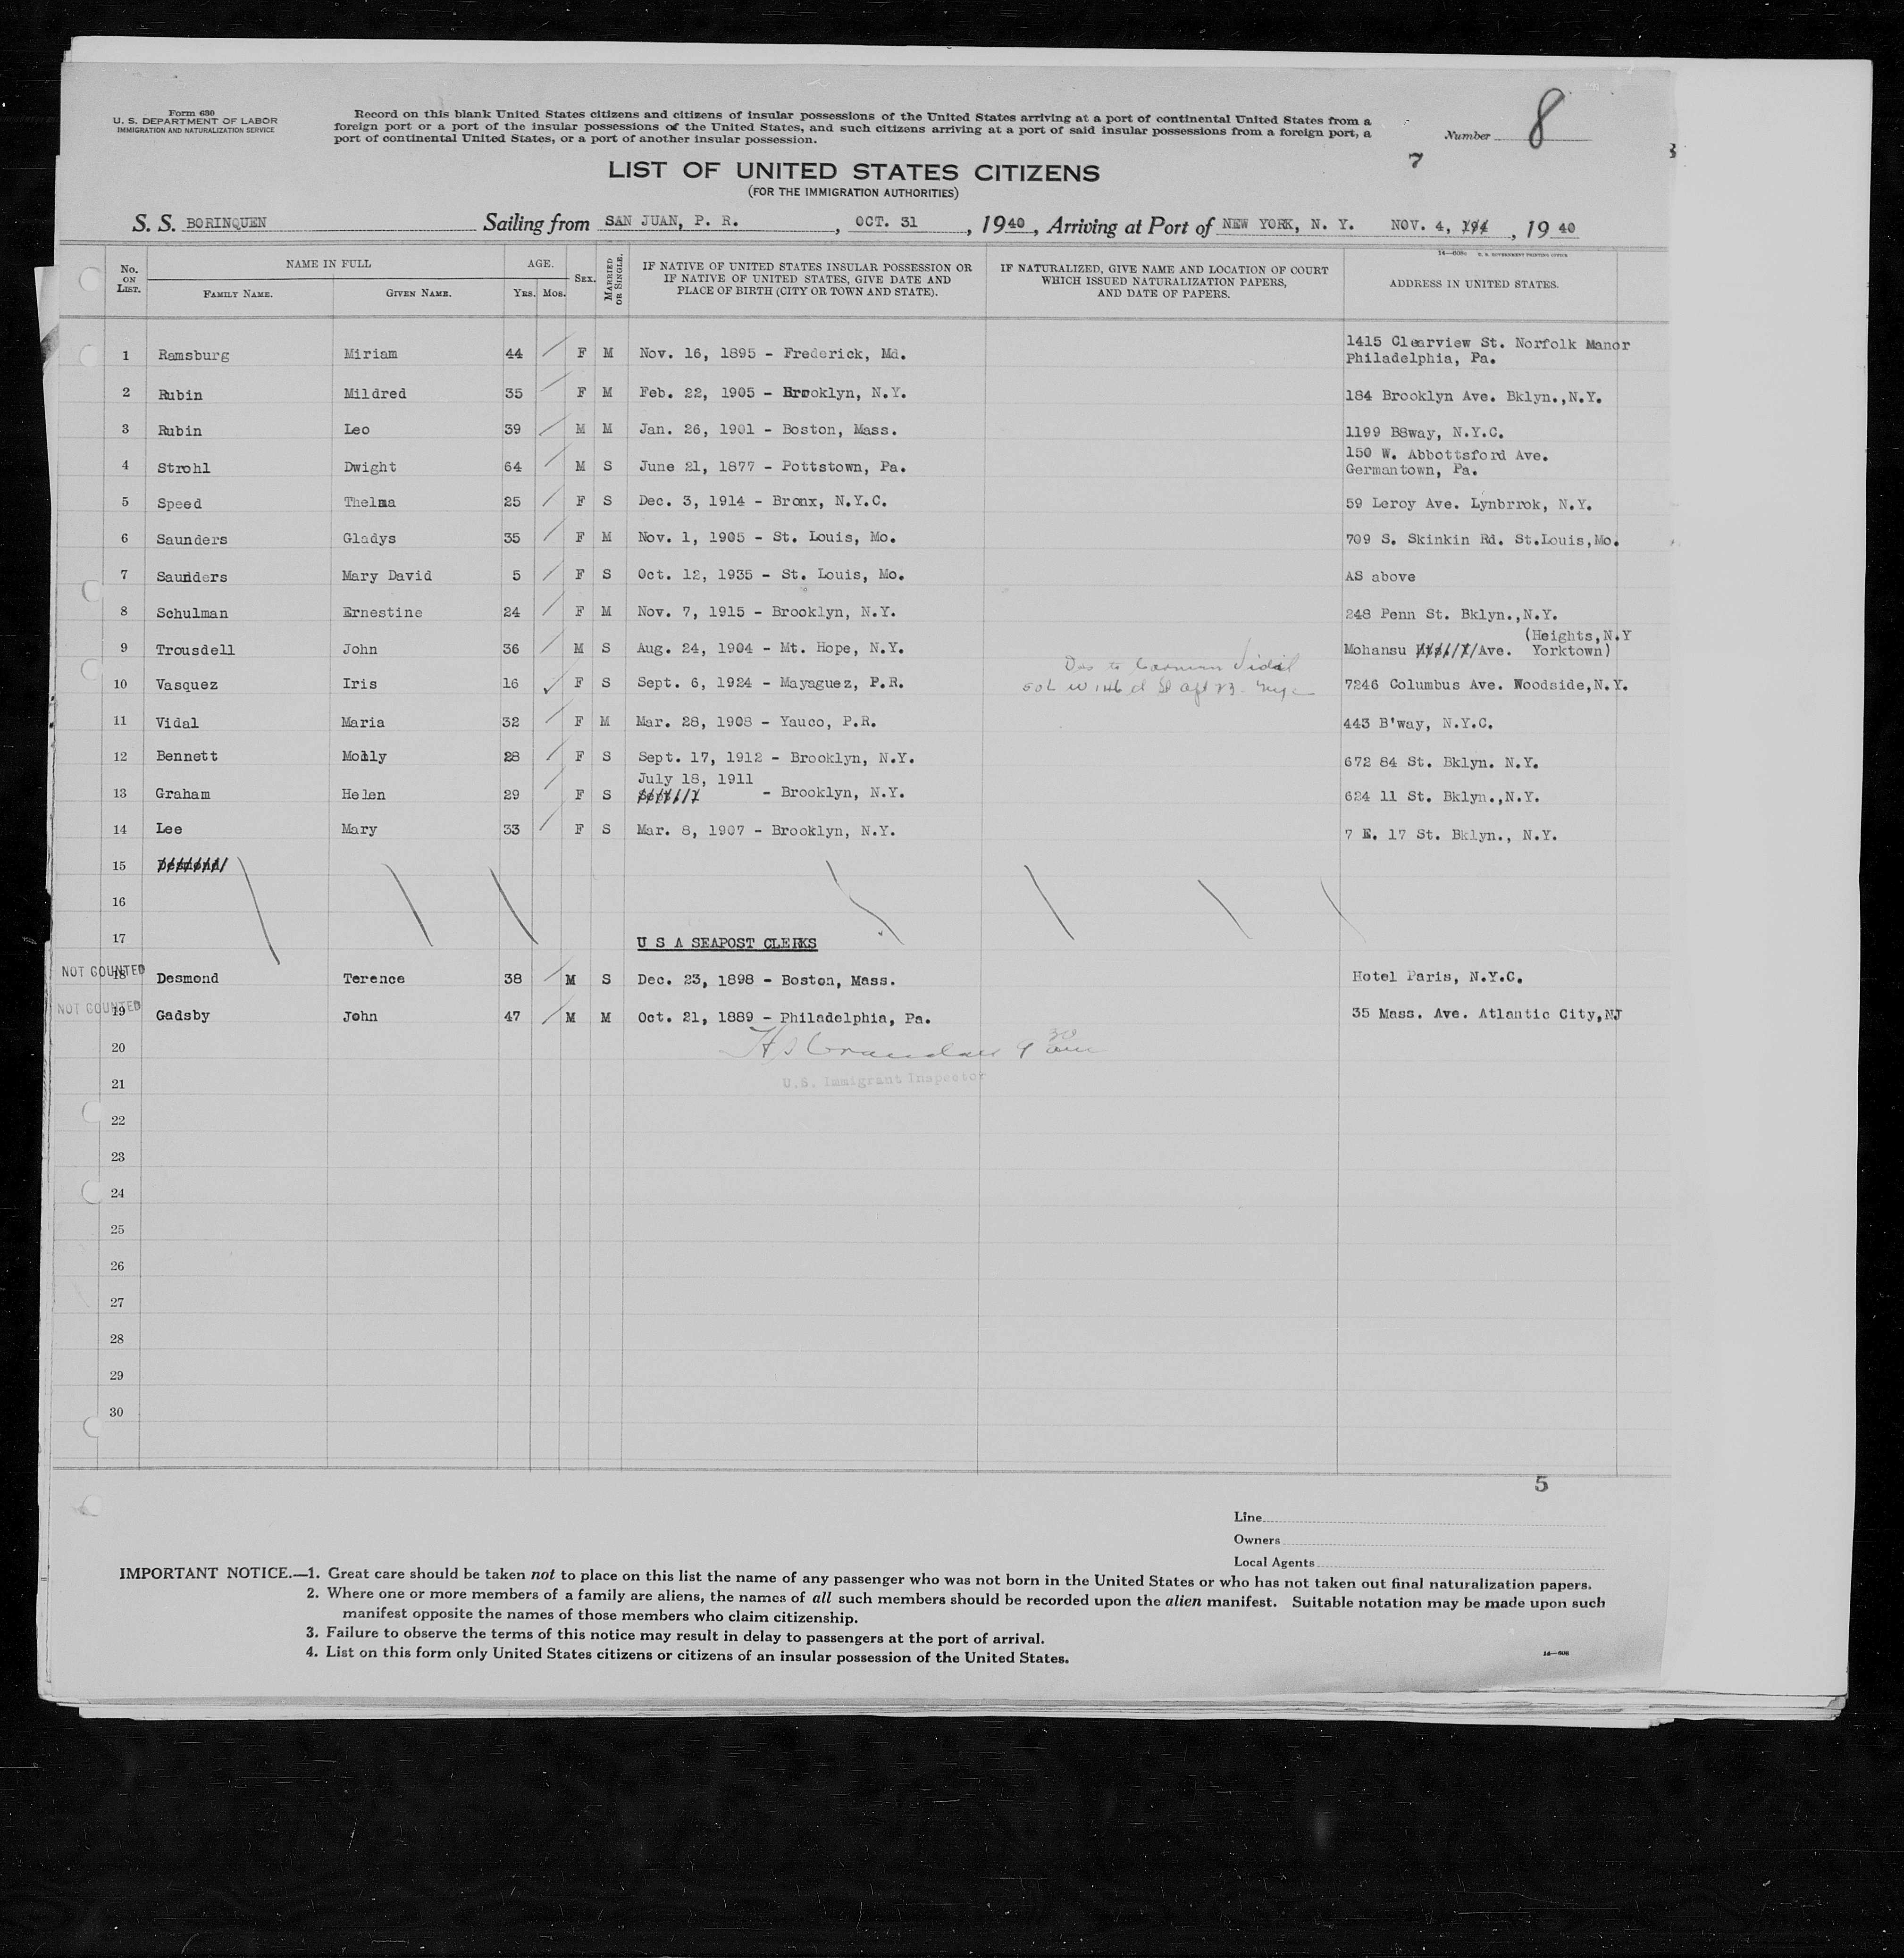 Form 630
U. S. DEPARTMENT OF LABOR
IMMIGRATION AND NATURALIZATION SERVICE
Record on this blank United States citizens and citizens of insular possessions of the United States arriving at a port of continental United States from a
foreign port or a port of the insular possessions of the United States, and such citizens arriving at a port of said insular possessions from a foreign port, a
port of continental United States, or a port of another insular possession.
Number 8
7
LIST OF UNITED STATES CITIZENS
(FOR THE IMMIGRATION AUTHORITIES)
S. S. BORINQUEN Sailing from SAN JUAN, P. R. , OCT. 31 , 1940 , Arriving at Port of NEW YORK, N. Y. NOV. 4, , 19 40
No. ON LIST. NAME IN FULL FAMILY NAME. GIVEN NAME. AGE. YRS. MOS. SEX. MARRIED OR SINGLE. IF NATIVE OF UNITED STATES INSULAR POSSESSION OR IF NATIVE OF UNITED STATES, GIVE DATE AND PLACE OF BIRTH (CITY OR TOWN AND STATE). IF NATURALIZED, GIVE NAME AND LOCATION OF COURT WHICH ISSUED NATURALIZATION PAPERS, AND DATE OF PAPERS. ADDRESS IN UNITED STATES.
1415 Clearview St. Norfolk Manor
1 Ramsburg Miriam 44 F M Nov. 16, 1895 - Frederick, Md. Philadelphia, Pa.
2 Rubin Mildred 35 F M Feb. 22, 1905 - Brooklyn, N.Y. 184 Brooklyn Ave. Bklyn.,N.Y.
3 Rubin Leo 39 M M Jan. 26, 1901 - Boston, Mass. 1199 B8way, N.Y.C.
150 W. Abbottsford Ave.
4 Strohl Dwight 64 M S June 21, 1877 - Pottstown, Pa. Germantown, Pa.
5 Speed Thelma 25 F S Dec. 3, 1914 - Bronx, N.Y.C. 59 Leroy Ave. Lynbrrok, N.Y.
6 Saunders Gladys 35 F M Nov. 1, 1905 - St. Louis, Mo. 709 S. Skinkin Rd. St.Louis,Mo.
7 Saunders Mary David 5 F S Oct. 12, 1935 - St. Louis, Mo. AS above
8 Schulman Ernestine 24 F M Nov. 7, 1915 - Brooklyn, N.Y. 248 Penn St. Bklyn.,N.Y.
(Heights,N.Y
9 Trousdell John 36 M S Aug. 24, 1904 - Mt. Hope, N.Y. Mohansu Ave. Yorktown)
to Carmen Vidal
10 Vasquez Iris 16 F S Sept. 6, 1924 - Mayaguez, P.R. 7246 Columbus Ave. Woodside,N.Y.
11 Vidal Maria 32 F M Mar. 28, 1908 - Yauco, P.R. 443 B'way, N.Y.C.
12 Bennett Molly 28 F S Sept. 17, 1912 - Brooklyn, N.Y. 672 84 St. Bklyn. N.Y.
July 18, 1911
13 Graham Helen 29 F S - Brooklyn, N.Y. 624 11 St. Bklyn.,N.Y.
14 Lee Mary 33 F S Mar. 8, 1907 - Brooklyn, N.Y. 7 E. 17 St. Bklyn., N.Y.
15 Desmond
16
17 U S A SEAPOST CLERKS
NOT COUNTED 18 Desmond Terence 38 M S Dec. 23, 1898 - Boston, Mass. Hotel Paris, N.Y.C.
NOT COUNTED 19 Gadsby John 47 M M Oct. 21, 1889 - Philadelphia, Pa. 35 Mass. Ave. Atlantic City,NJ
20
21 U.S. Immigrant Inspector
22
23
24
25
26
27
28
29
30
5
Line
Owners
Local Agents
IMPORTANT NOTICE.—1. Great care should be taken not to place on this list the name of any passenger who was not born in the United States or who has not taken out final naturalization papers.
2. Where one or more members of a family are aliens, the names of all such members should be recorded upon the alien manifest. Suitable notation may be made upon such
manifest opposite the names of those members who claim citizenship.
3. Failure to observe the terms of this notice may result in delay to passengers at the port of arrival.
4. List on this form only United States citizens or citizens of an insular possession of the United States.
14—608